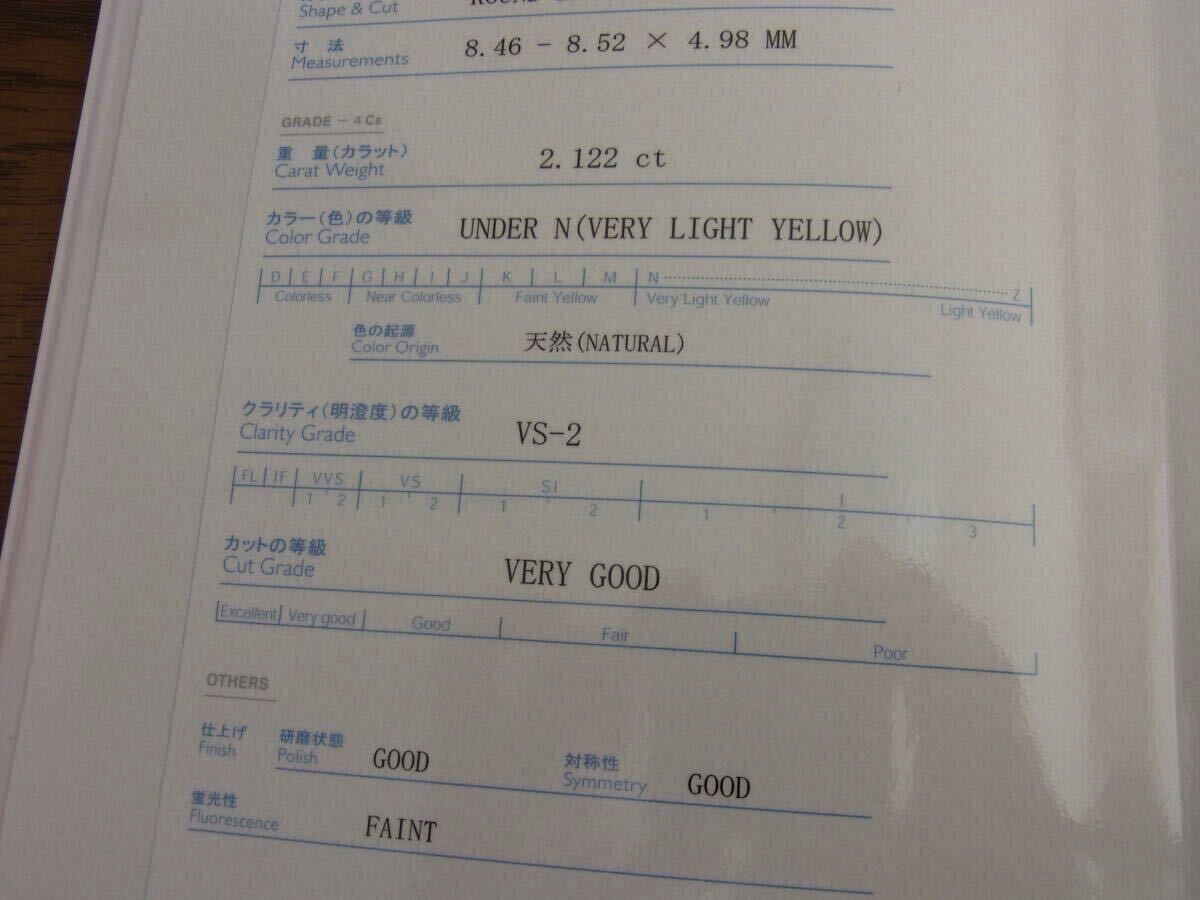 Shape & Cut ROUND
寸 法
Measurements 8.46 - 8.52 × 4.98 MM
GRADE - 4 Cs
重 量(カラット)
Carat Weight 2.122 ct
カラー(色)の等級
Color Grade UNDER N(VERY LIGHT YELLOW)
D E F G H I J K L M N Z
Colorless Near Colorless Faint Yellow Very Light Yellow Light Yellow
色の起源
Color Origin 天然(NATURAL)
クラリティ(明澄度)の等級
Clarity Grade VS-2
FL IF VVS VS SI I
1 2 1 2 1 2 1 2 3
カットの等級
Cut Grade VERY GOOD
Excellent Very good Good Fair Poor
OTHERS
仕上げ 研磨状態 対称性
Finish Polish GOOD Symmetry GOOD
蛍光性
Fluorescence FAINT